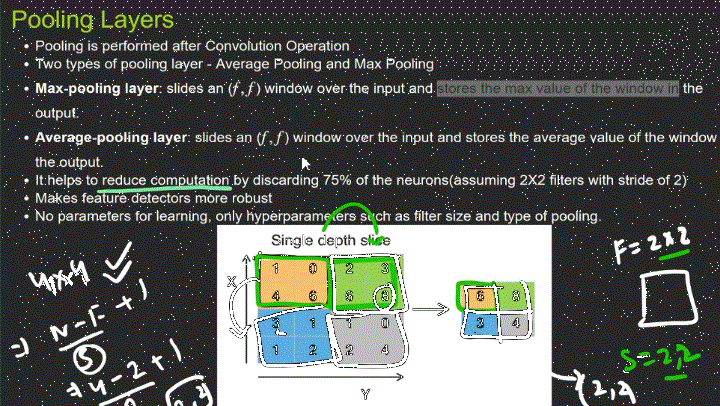 Pooling Layers
• Pooling is performed after Convolution Operation
• Two types of pooling layer - Average Pooling and Max Pooling
• Max-pooling layer: slides an (f, f) window over the input and stores the max value of the window in the
output.
• Average-pooling layer: slides an (f, f) window over the input and stores the average value of the window
the output.
• It helps to reduce computation by discarding 75% of the neurons(assuming 2X2 filters with stride of 2)
• Makes feature detectors more robust
• No parameters for learning, only hyperparameters such as filter size and type of pooling.
Single depth slice
X
1 0 2 3
4 6 6 8
3 1 1 0
1 2 2 4
6 8
3 4
Y
4x4
⇒ N-F+1
S
⇒ 4-2+1
F=2x2
S=2,2
(2,2)